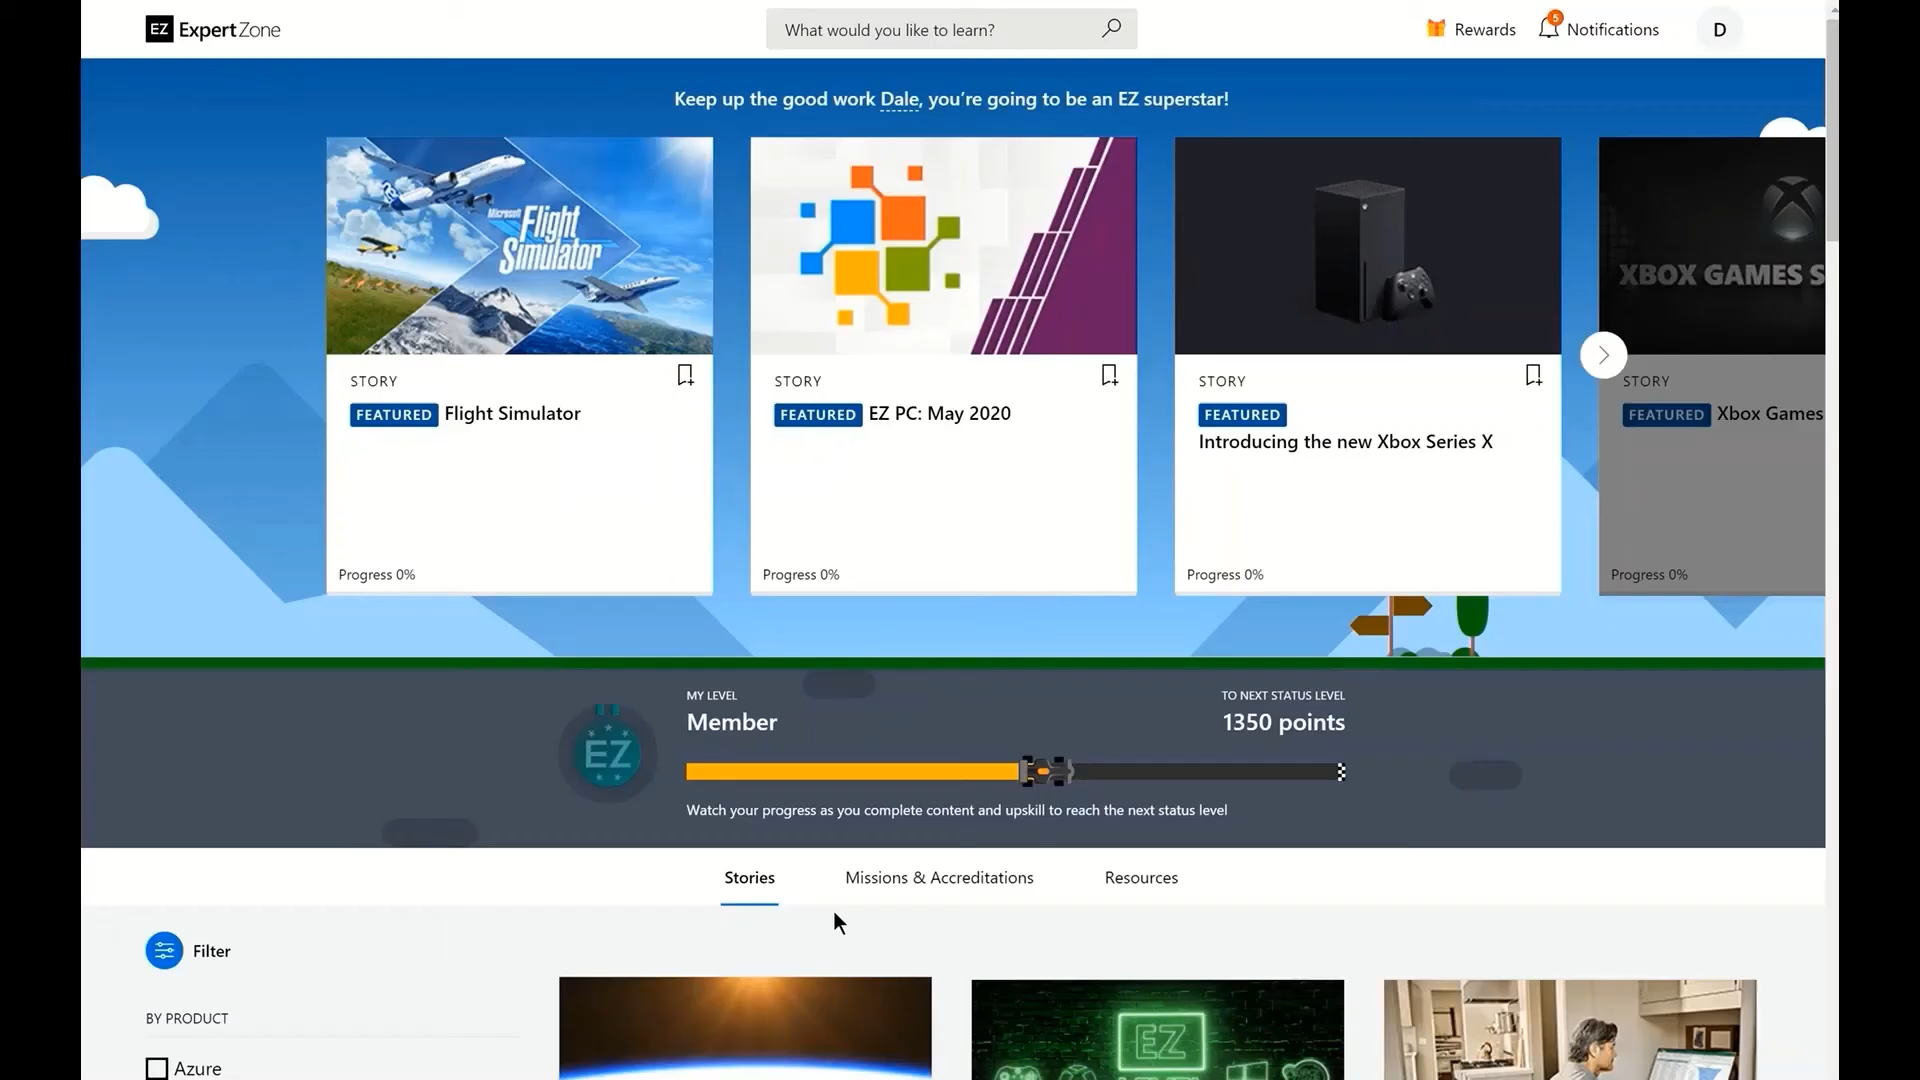 EZ ExpertZone
What would you like to learn?
Rewards
5
Notifications
D
Keep up the good work Dale, you're going to be an EZ superstar!
Microsoft
Flight
Simulator
XBOX GAMES S
STORY
FEATURED Flight Simulator
Progress 0%
STORY
FEATURED EZ PC: May 2020
Progress 0%
STORY
FEATURED
Introducing the new Xbox Series X
Progress 0%
STORY
FEATURED Xbox Games
Progress 0%
EZ
MY LEVEL
Member
TO NEXT STATUS LEVEL
1350 points
Watch your progress as you complete content and upskill to reach the next status level
Stories
Missions & Accreditations
Resources
Filter
BY PRODUCT
Azure
EZ